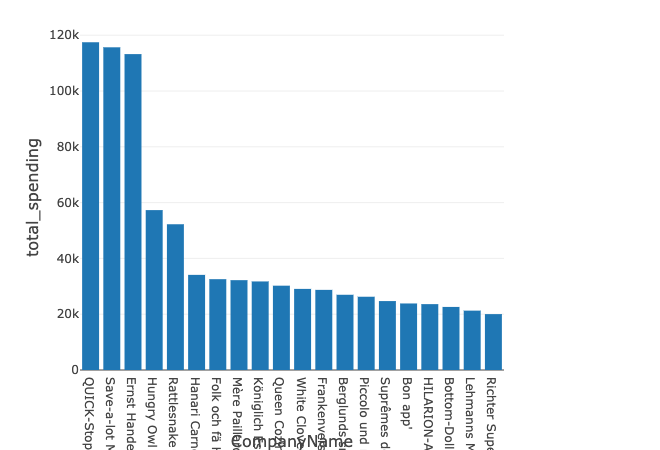 120k
100k
80k
60k
40k
20k
0
total_spending
QUICK-Stop
Save-a-lot M
Ernst Hande
Hungry Owl
Rattlesnake
Hanari Carn
Folk och fä H
Mère Paill
Königlich E
Queen Coz
White Clov
Frankenve
Berglunds
Piccolo und
Suprêmes d
Bon app'
HILARION-A
Bottom-Doll
Lehmanns M
Richter Supe
CompanyName